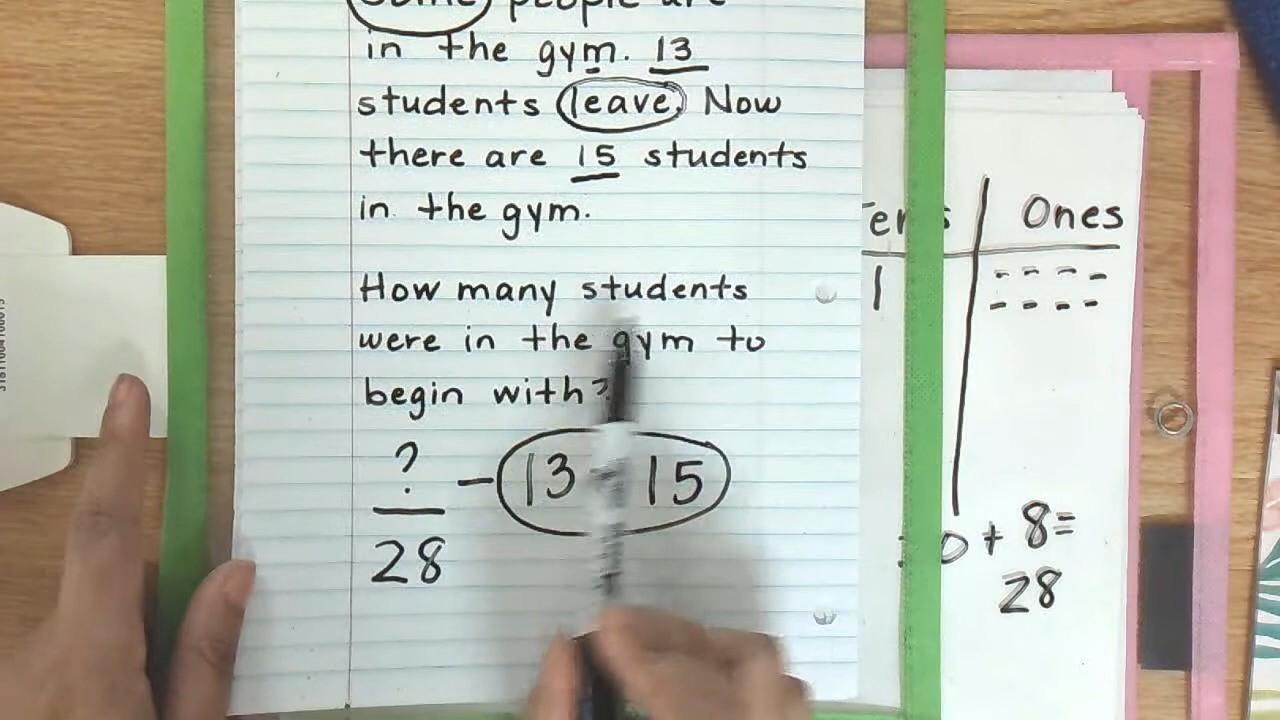 people are
in the gym. 13
students leave. Now
there are 15 students
in the gym.
How many students
were in the gym to
begin with?
? - 13 15
28
Ones
1
+ 8=
28